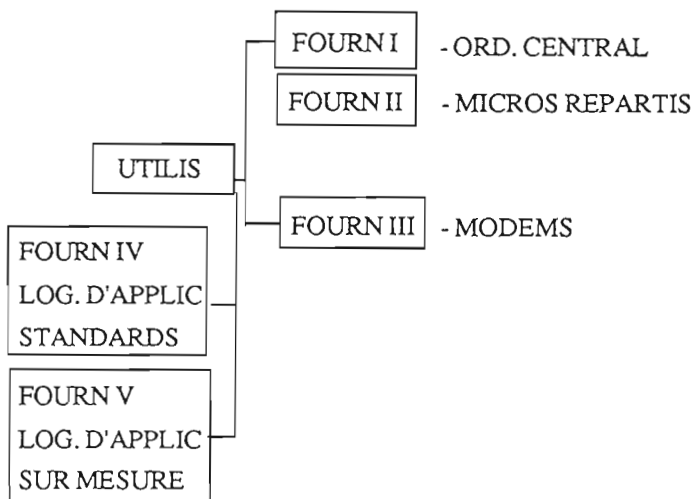 FOURN I - ORD. CENTRAL
FOURN II - MICROS REPARTIS
UTILIS
FOURN III - MODEMS
FOURN IV
LOG. D'APPLIC
STANDARDS
FOURN V
LOG. D'APPLIC
SUR MESURE